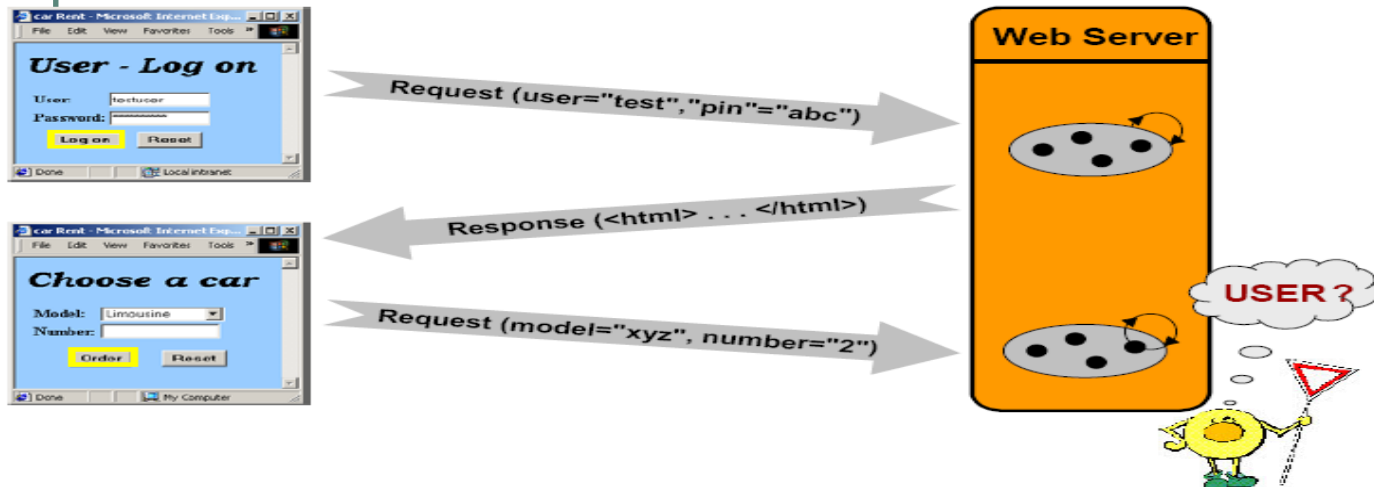 car Rent - Microsoft Internet Exp...
File Edit View Favorites Tools »
User - Log on
User: testuser
Password: **********
Log on Reset
Done Local intranet
Request (user="test","pin"="abc")
Web Server
Response (<html> . . . </html>)
car Rent - Microsoft Internet Exp...
File Edit View Favorites Tools »
Choose a car
Model: Limousine
Number:
Order Reset
Done My Computer
Request (model="xyz", number="2")
USER?